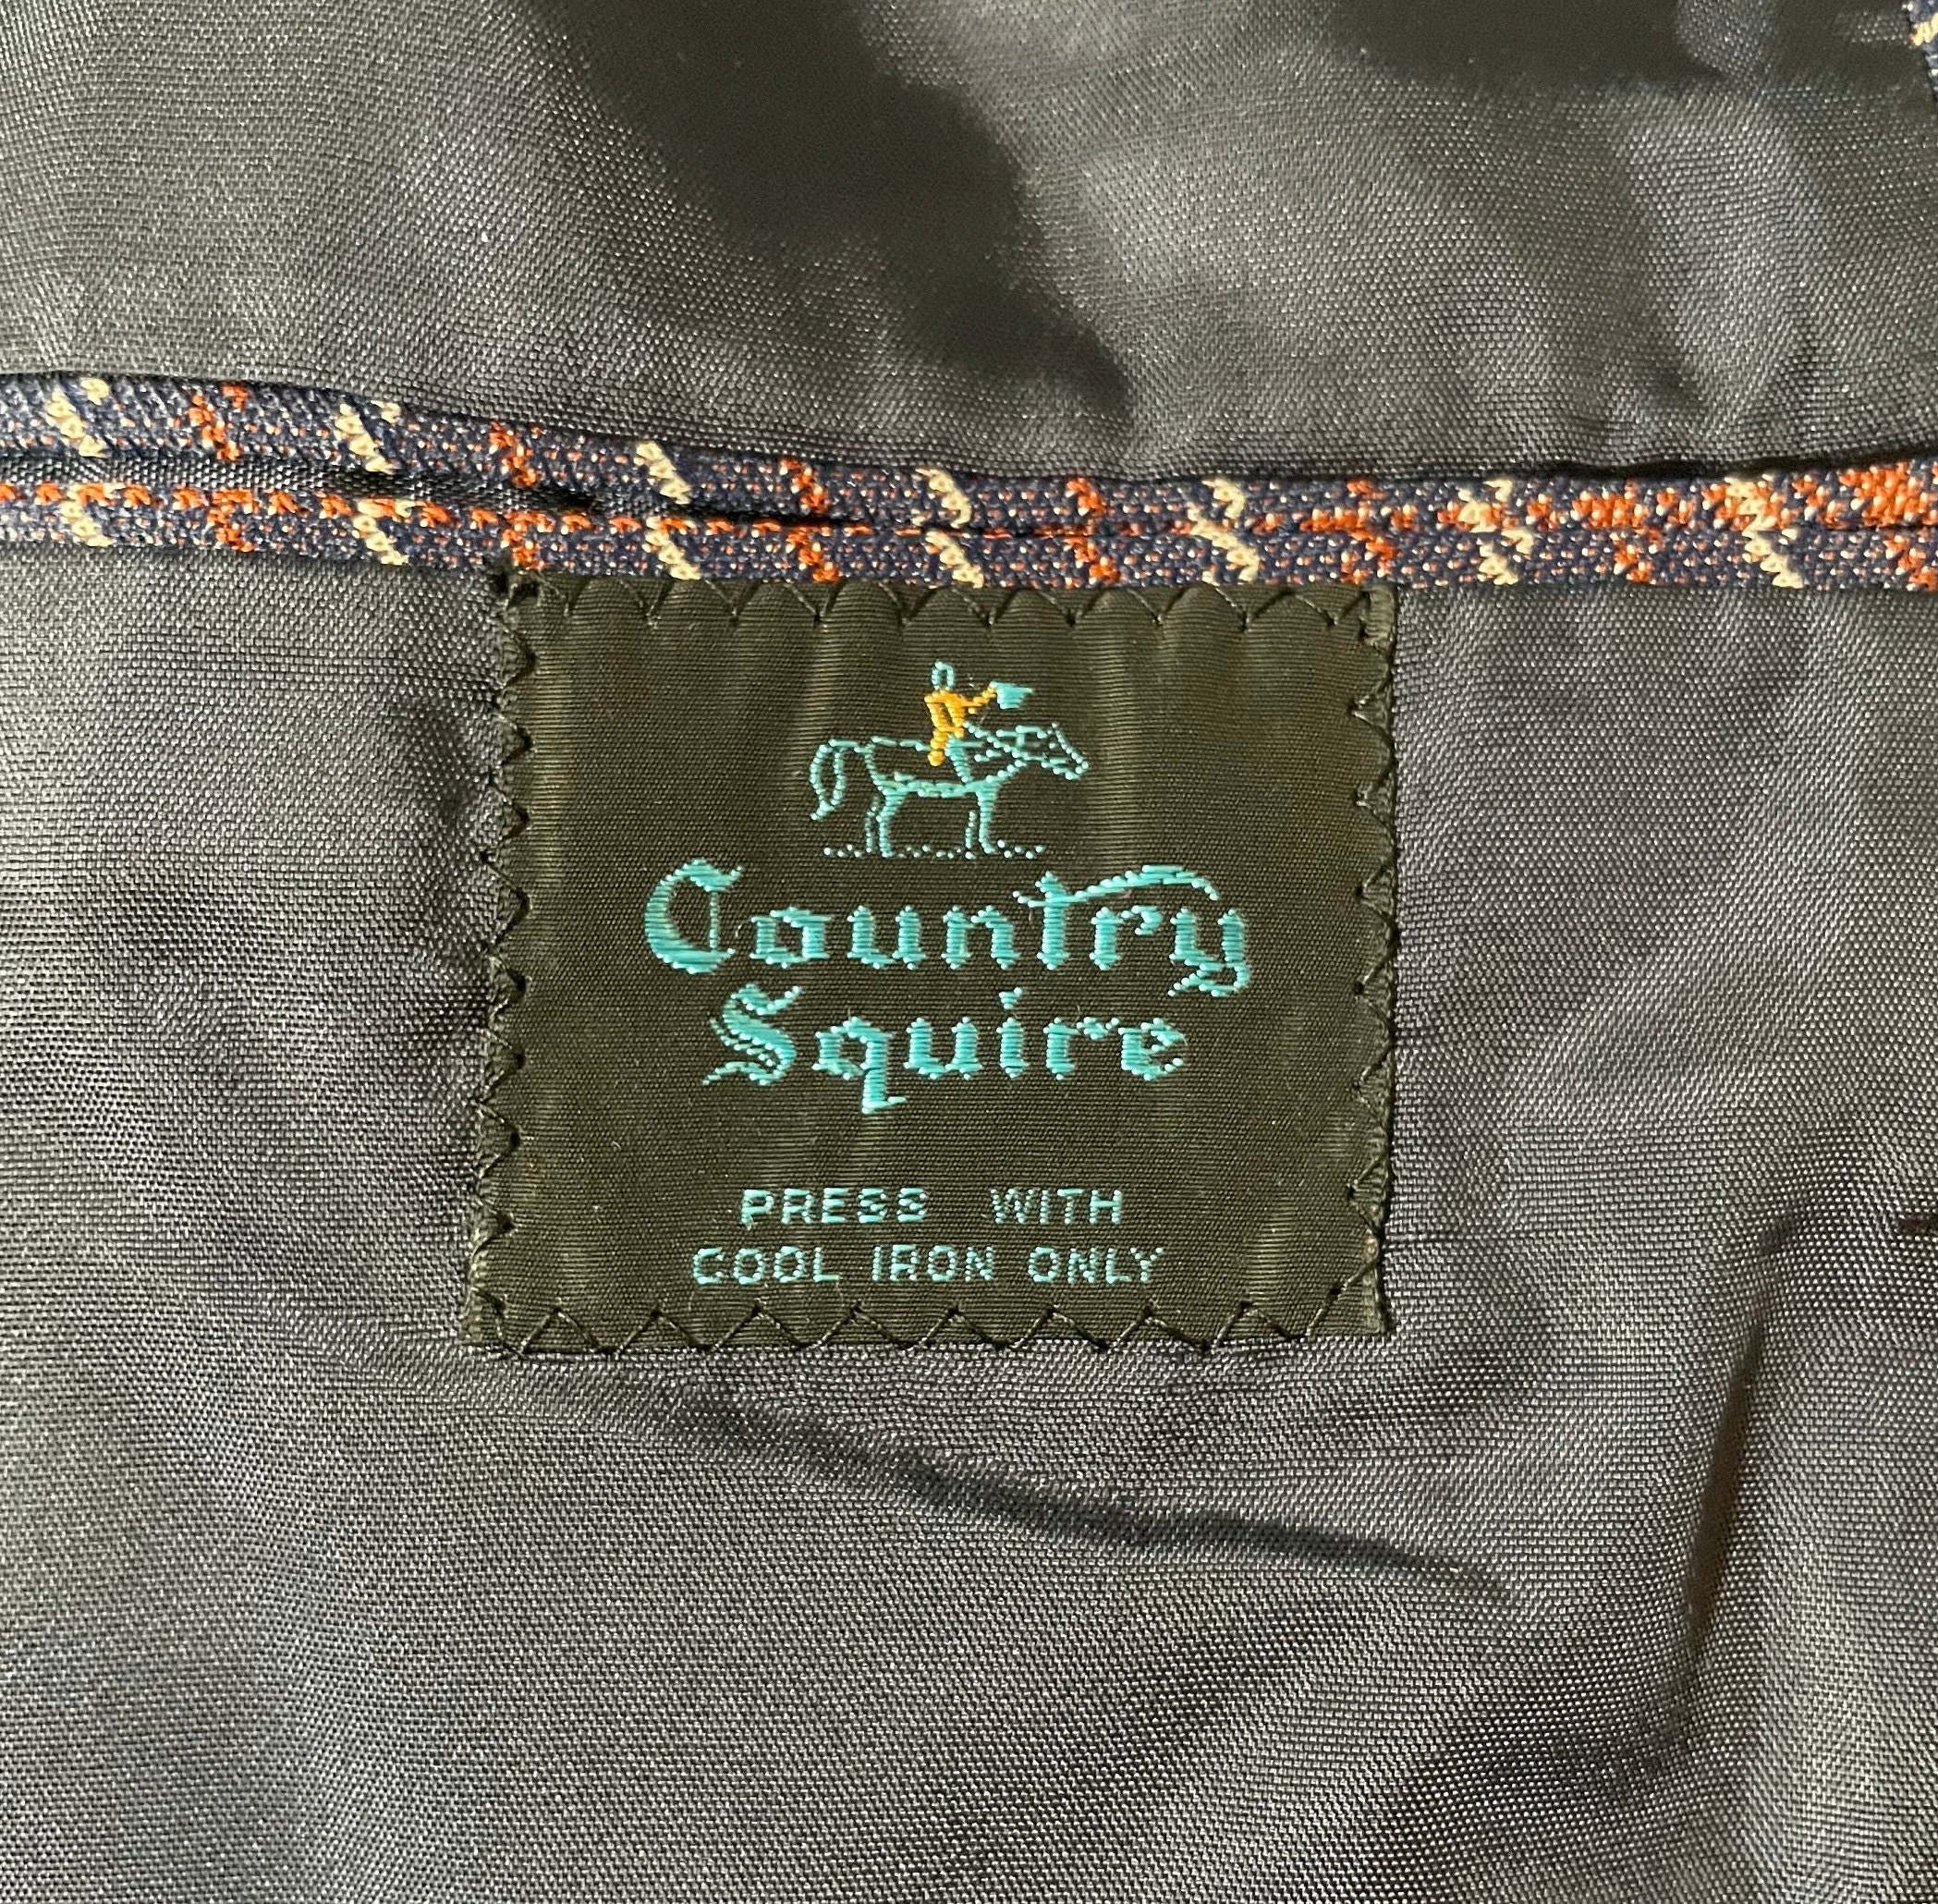 Country
Squire
PRESS WITH
COOL IRON ONLY